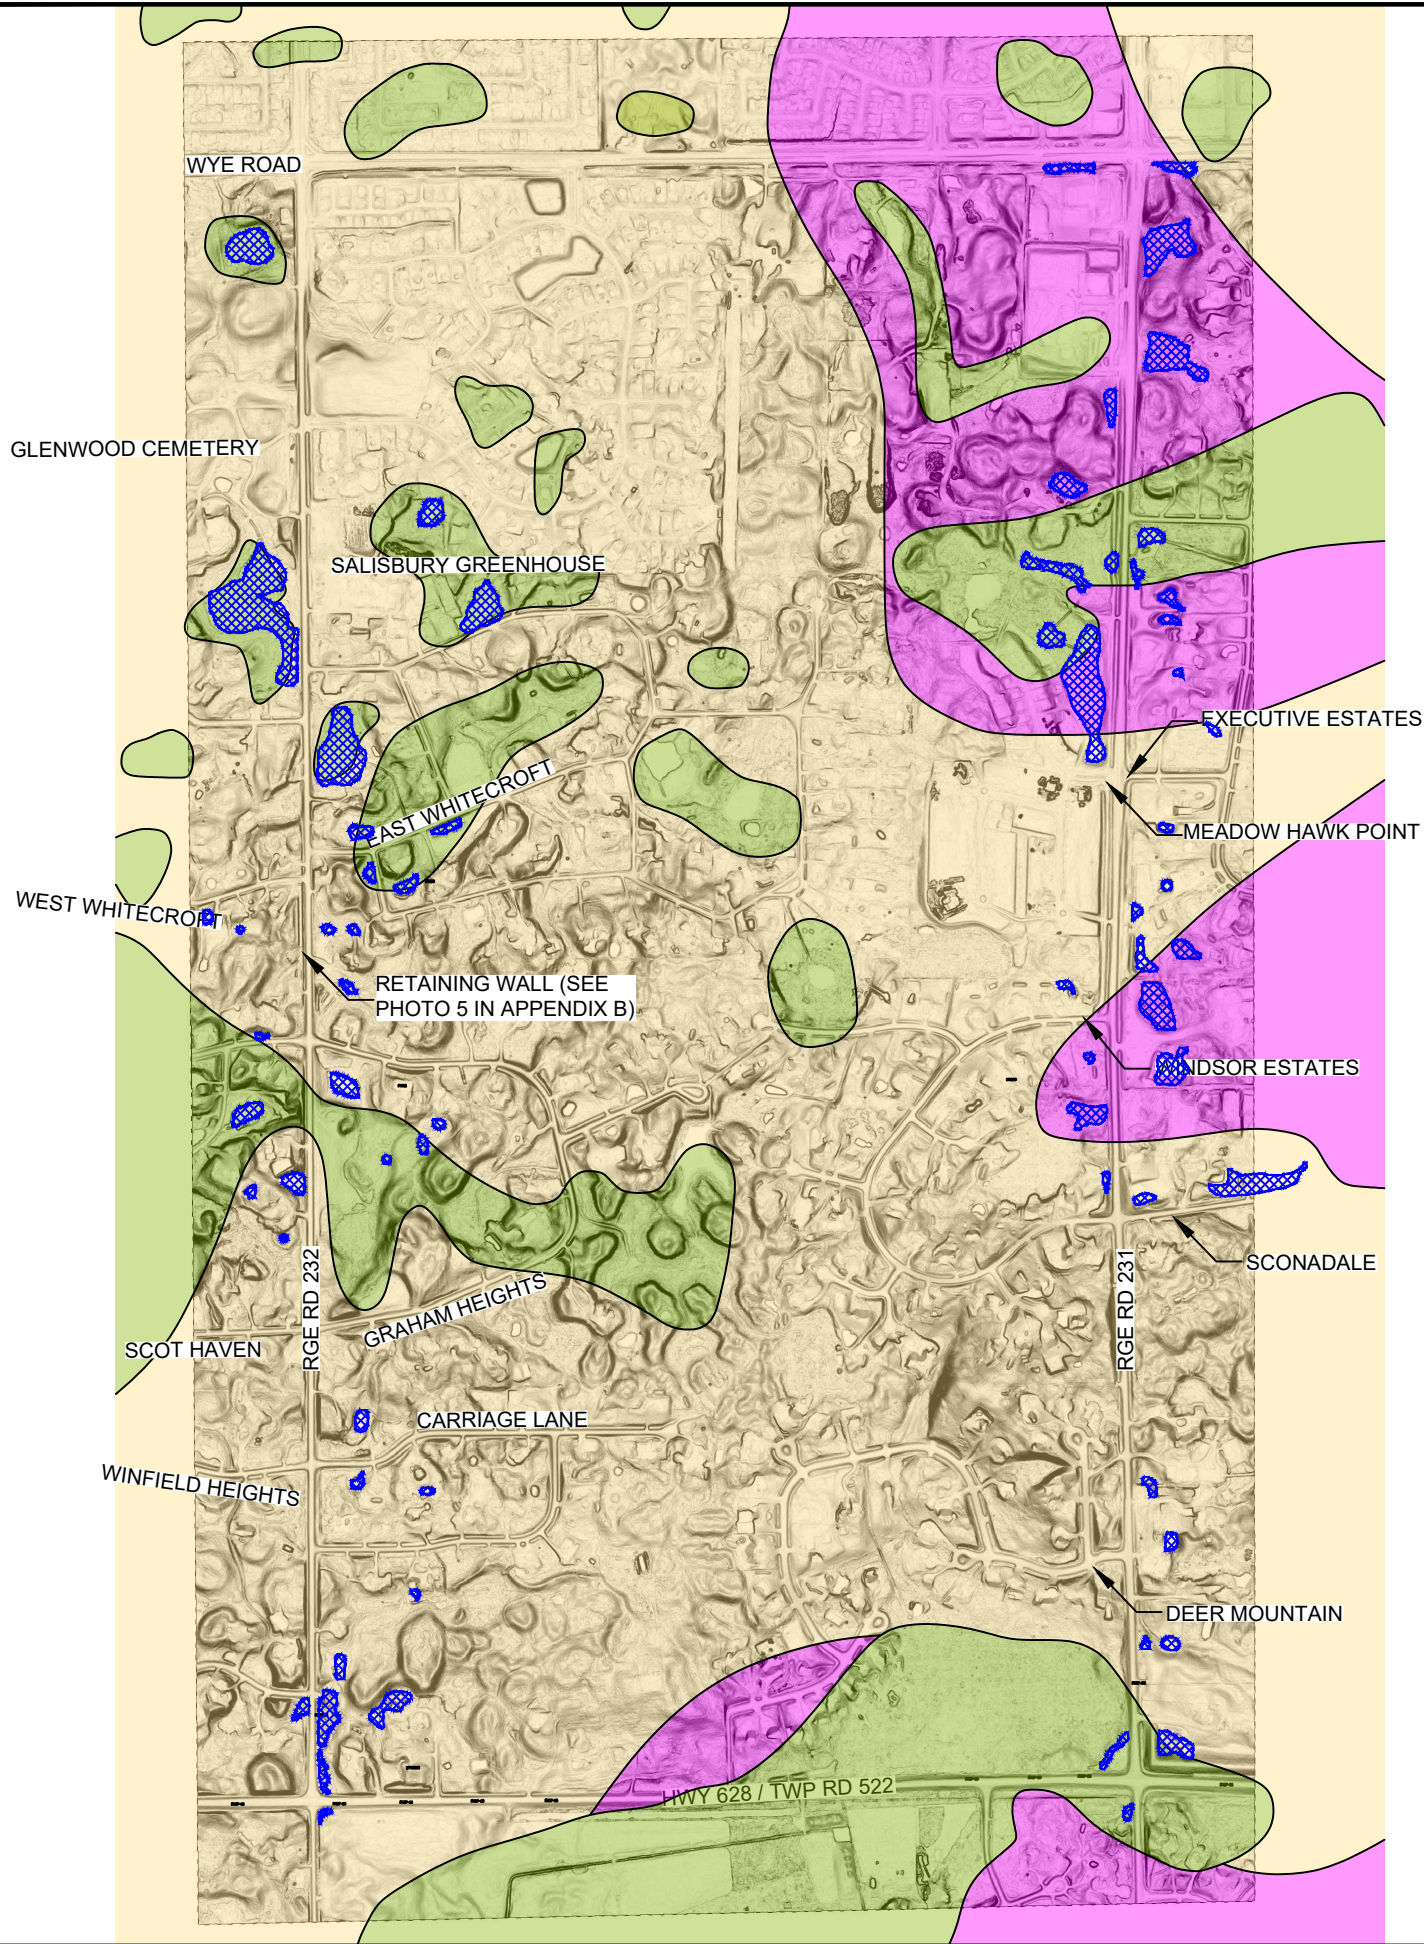 WYE ROAD
GLENWOOD CEMETERY
SALISBURY GREENHOUSE
EXECUTIVE ESTATES
EAST WHITECROFT
MEADOW HAWK POINT
WEST WHITECROFT
RETAINING WALL (SEE
PHOTO 5 IN APPENDIX B)
WINDSOR ESTATES
SCONADALE
RGE RD 232
RGE RD 231
GRAHAM HEIGHTS
SCOT HAVEN
CARRIAGE LANE
WINFIELD HEIGHTS
DEER MOUNTAIN
HWY 628 / TWP RD 522